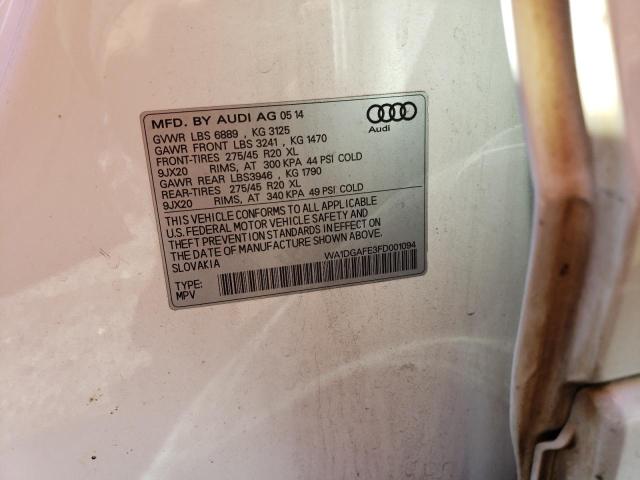 MFD. BY AUDI AG 05 14
Audi
GVWR LBS 6889 , KG 3125
GAWR FRONT LBS 3241 , KG 1470
FRONT-TIRES 275/45 R20 XL
9JX20 RIMS, AT 300 KPA 44 PSI COLD
GAWR REAR LBS3946 , KG 1790
REAR-TIRES 275/45 R20 XL
9JX20 RIMS, AT 340 KPA 49 PSI COLD
THIS VEHICLE CONFORMS TO ALL APPLICABLE
U.S. FEDERAL MOTOR VEHICLE SAFETY AND
THEFT PREVENTION STANDARDS IN EFFECT ON
THE DATE OF MANUFACTURE SHOWN ABOVE.
SLOVAKIA
WA1DGAFE3FD001094
TYPE:
MPV